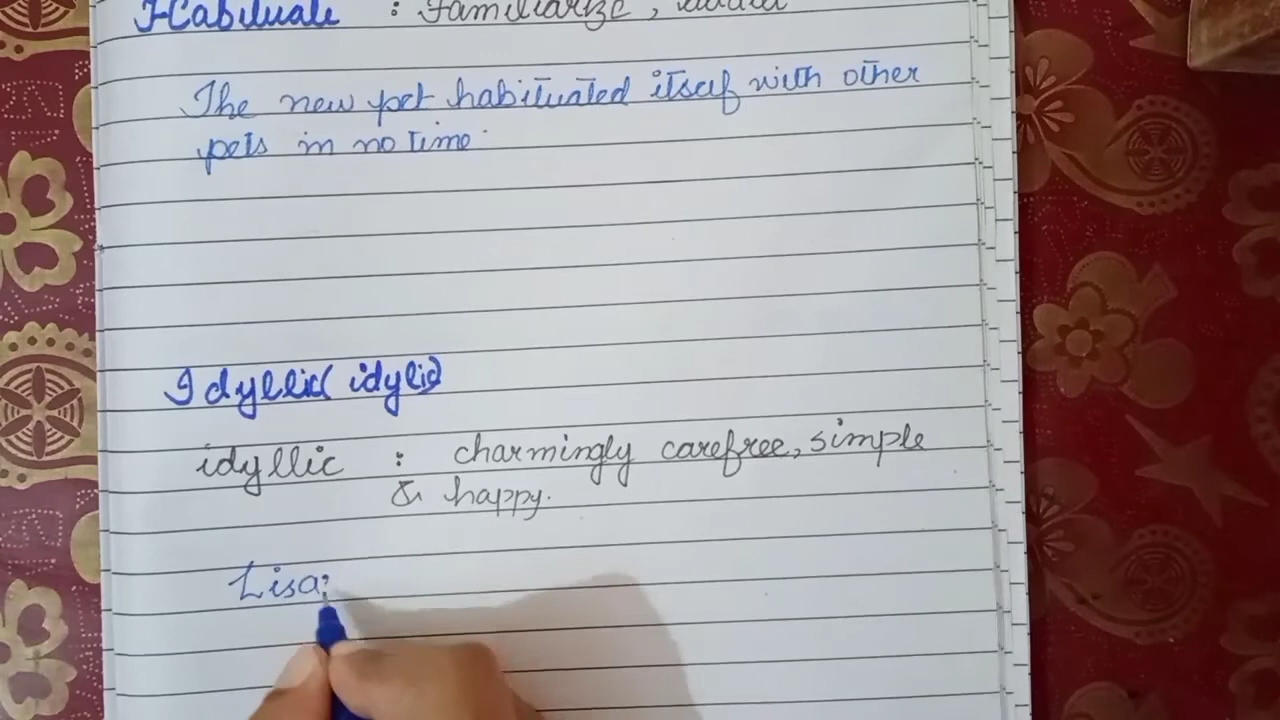 Habituate : Familiarize,
The new pet habituated itself with other
pets in no time.
Idyllic( idylic)
idyllic : charmingly carefree, simple
& happy.
Lisa